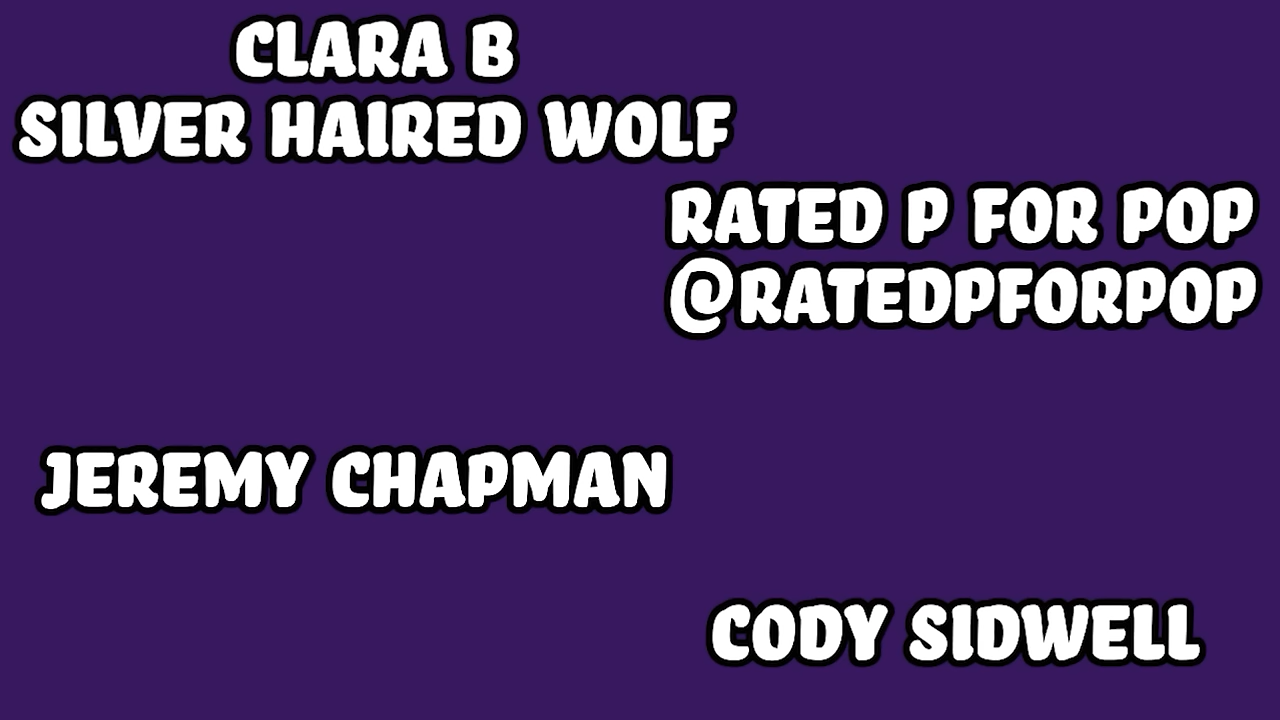 CLARA B
SILVER HAIRED WOLF
RATED P FOR POP
@RATEDPFORPOP
JEREMY CHAPMAN
CODY SIDWELL